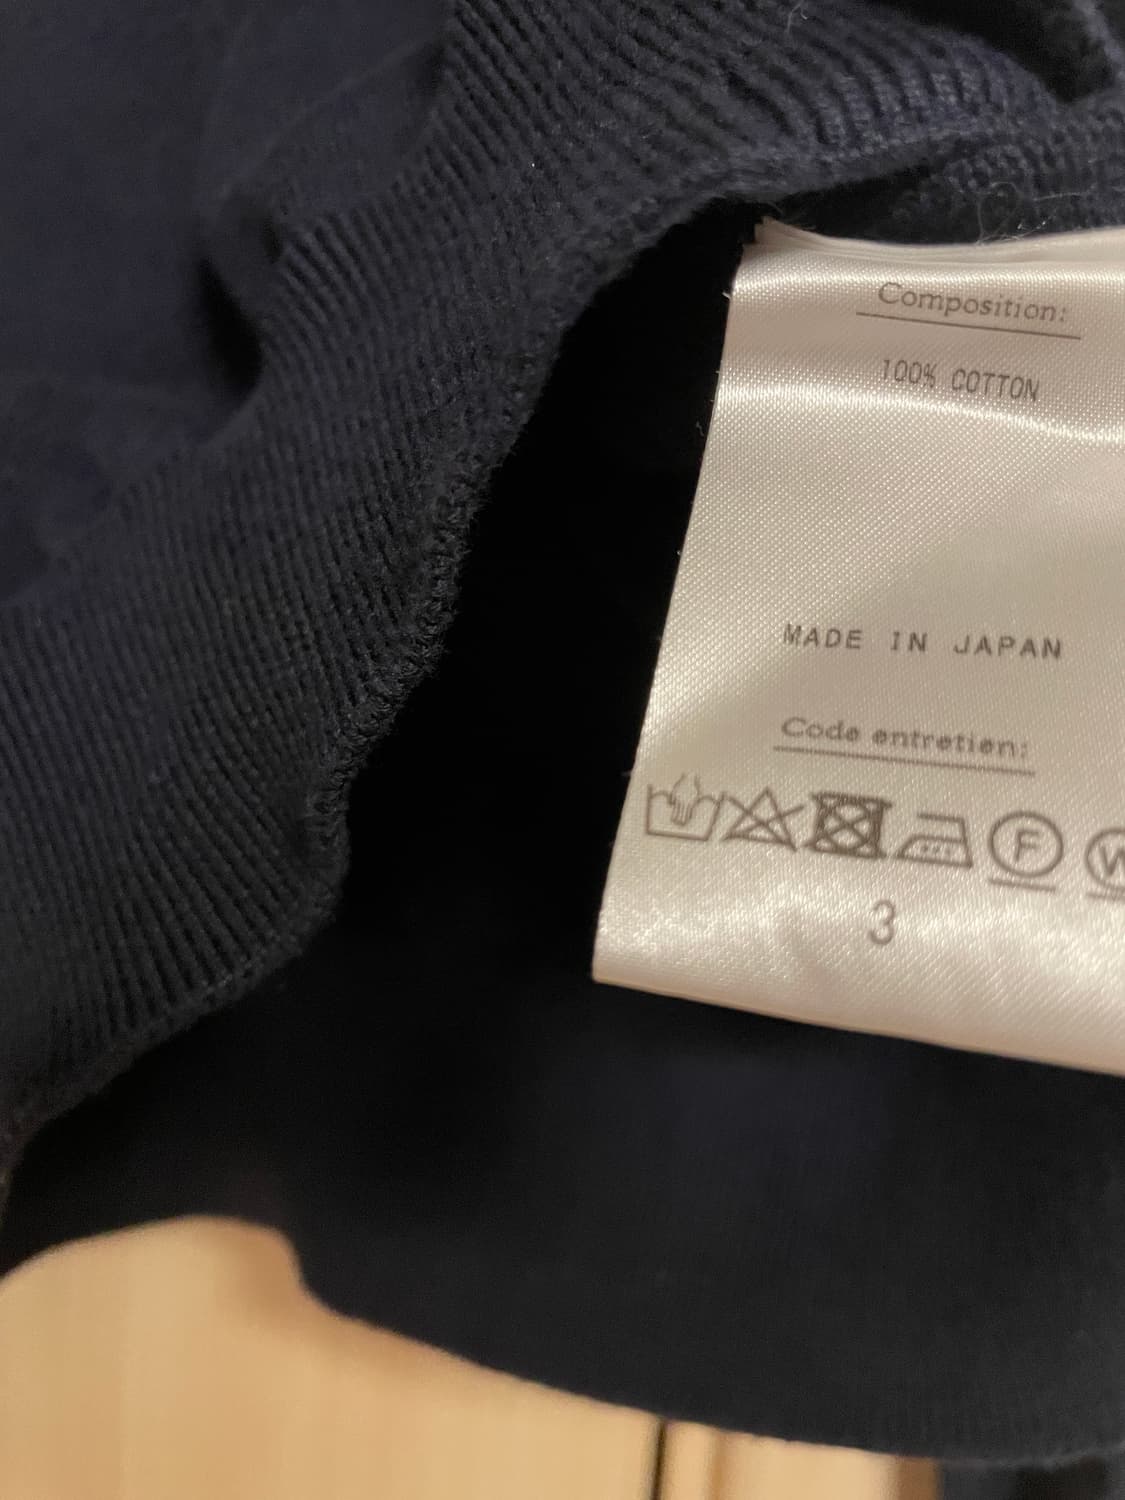 Composition:
100% COTTON
MADE IN JAPAN
Code entretien:
F W
3